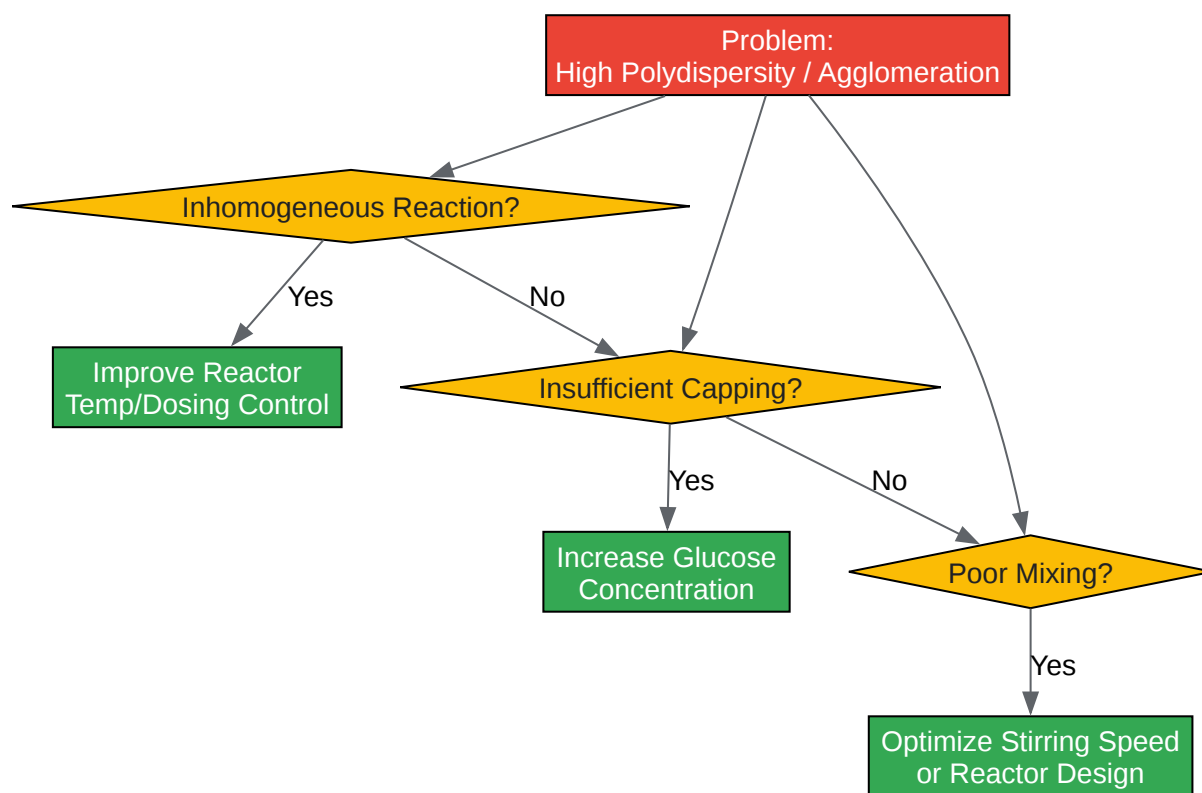 Problem:
High Polydispersity / Agglomeration
Inhomogeneous Reaction?
Yes
No
Improve Reactor
Temp/Dosing Control
Insufficient Capping?
Yes
No
Increase Glucose
Concentration
Poor Mixing?
Yes
Optimize Stirring Speed
or Reactor Design